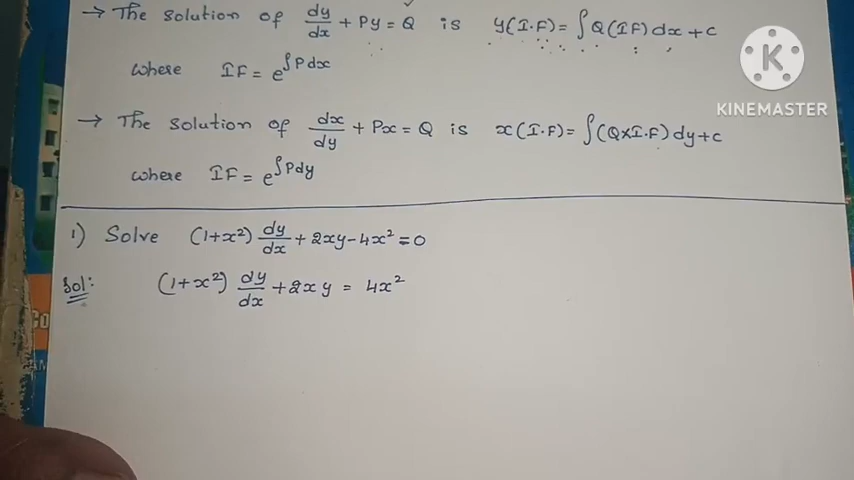 → The solution of dy/dx + Py = Q is y(I.F) = ∫Q(IF)dx + c
where IF = e^∫Pdx
KINEMASTER
→ The solution of dx/dy + Px = Q is x(I.F) = ∫(Q×I.F)dy+c
where IF = e^∫Pdy
1) Solve (1+x²) dy/dx + 2xy - 4x² = 0
Sol: (1+x²) dy/dx + 2xy = 4x²